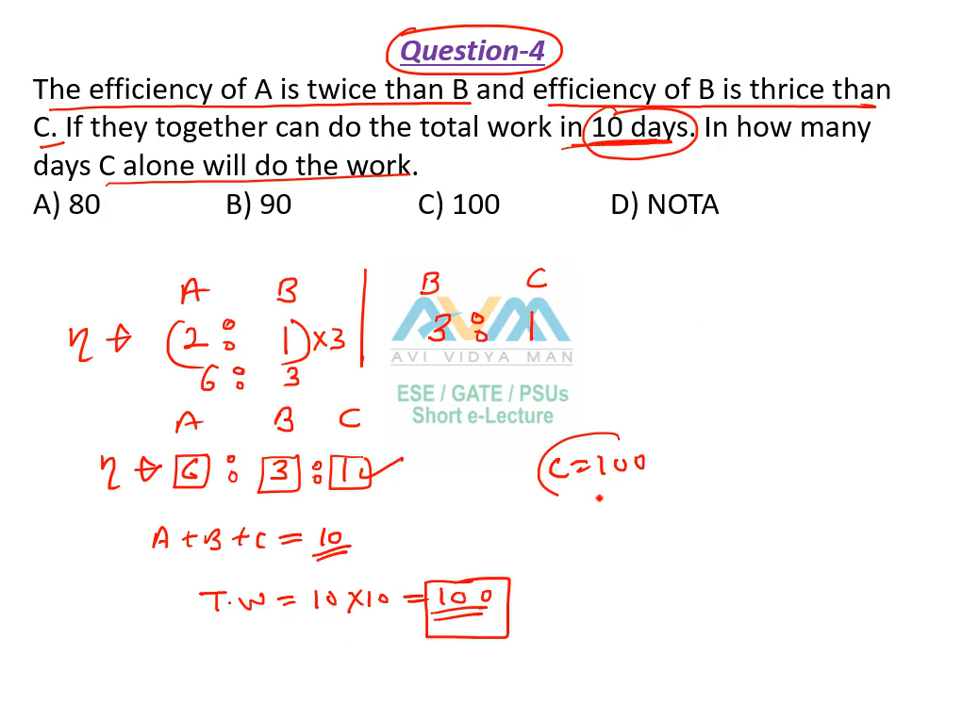 Question-4
The efficiency of A is twice than B and efficiency of B is thrice than
C. If they together can do the total work in 10 days. In how many
days C alone will do the work.
A) 80 B) 90 C) 100 D) NOTA
A B B C
η → (2 : 1) ×3 3 : 1
6 : 3
AVM
AVI VIDYA MAN
ESE / GATE / PSUs
Short e-Lecture
A B C
η → 6 : 3 : 1
C = 100
A + B + C = 10
T.W = 10 × 10 = 100